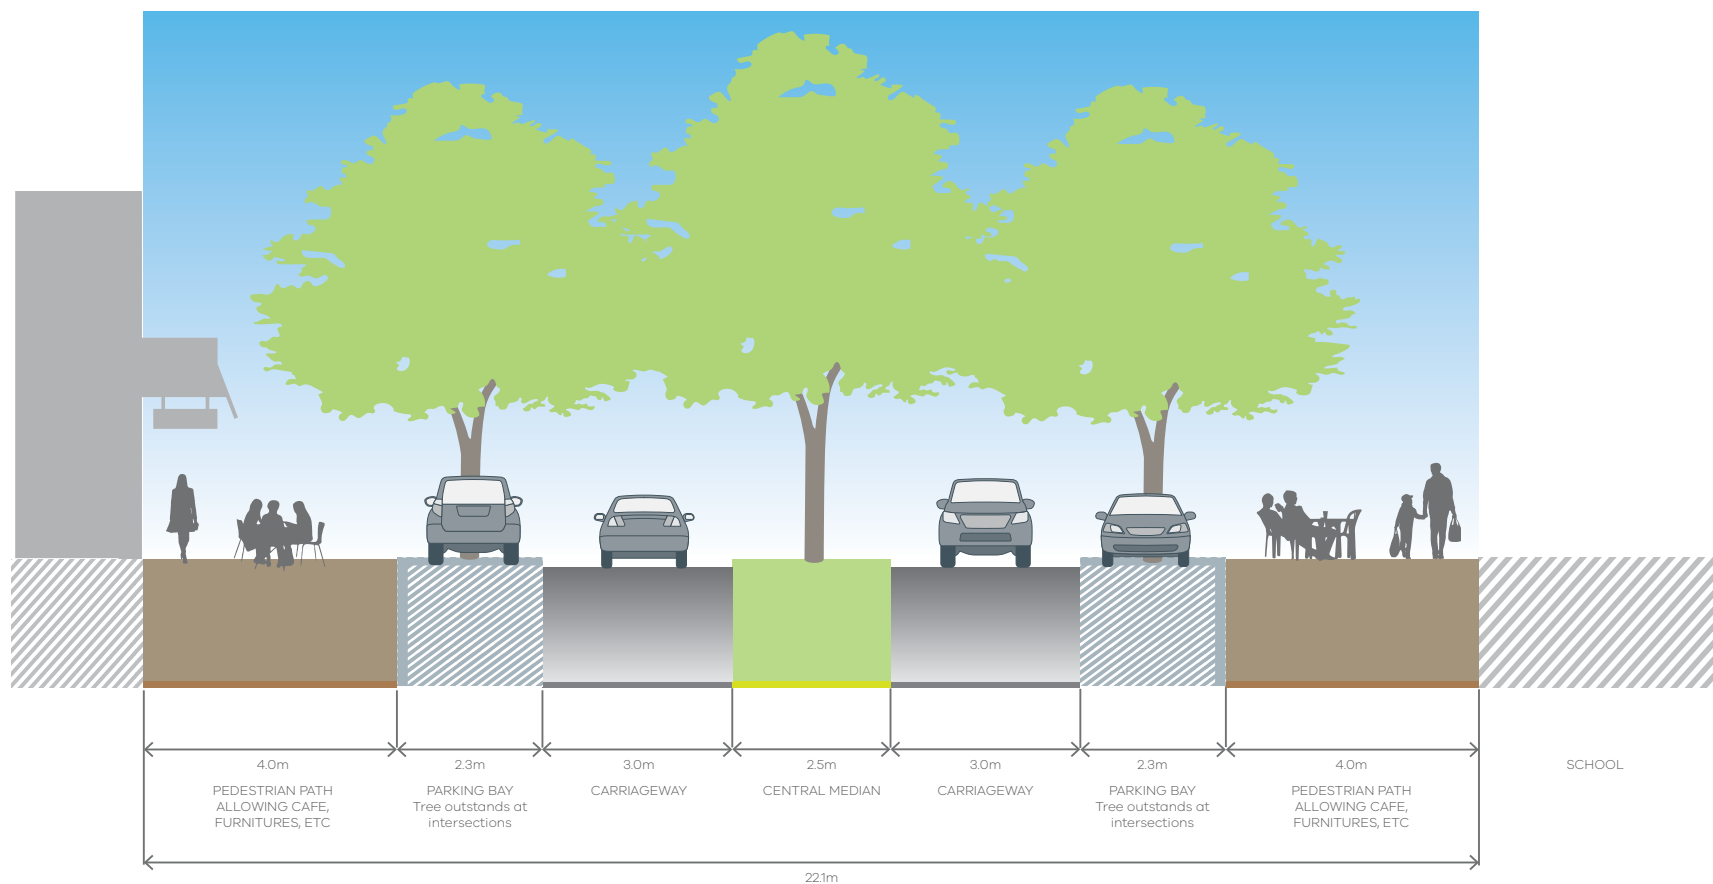 4.0m
PEDESTRIAN PATH
ALLOWING CAFE,
FURNITURES, ETC
2.3m
PARKING BAY
Tree outstands at
intersections
3.0m
CARRIAGEWAY
2.5m
CENTRAL MEDIAN
3.0m
CARRIAGEWAY
2.3m
PARKING BAY
Tree outstands at
intersections
4.0m
PEDESTRIAN PATH
ALLOWING CAFE,
FURNITURES, ETC
SCHOOL
22.1m